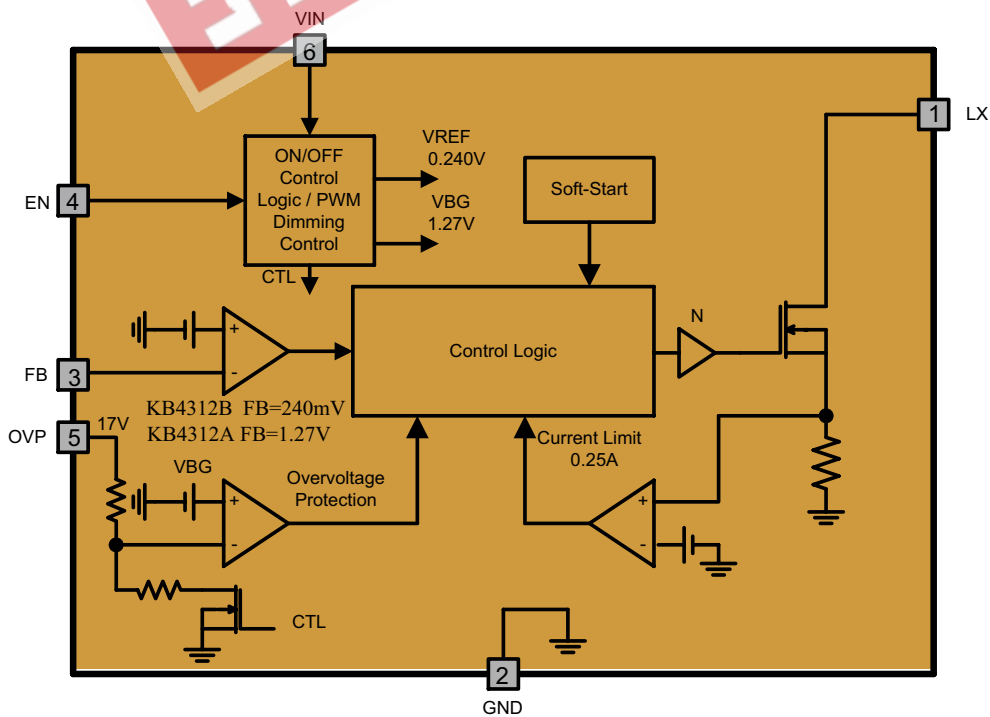 VIN
6
1
LX
ON/OFF
Control
Logic / PWM
Dimming
Control
VREF
0.240V
VBG
1.27V
Soft-Start
EN
4
CTL
N
+
-
Control Logic
FB
3
KB4312B FB=240mV
KB4312A FB=1.27V
OVP
5
17V
Current Limit
0.25A
VBG
Overvoltage
Protection
+
-
+
-
CTL
2
GND